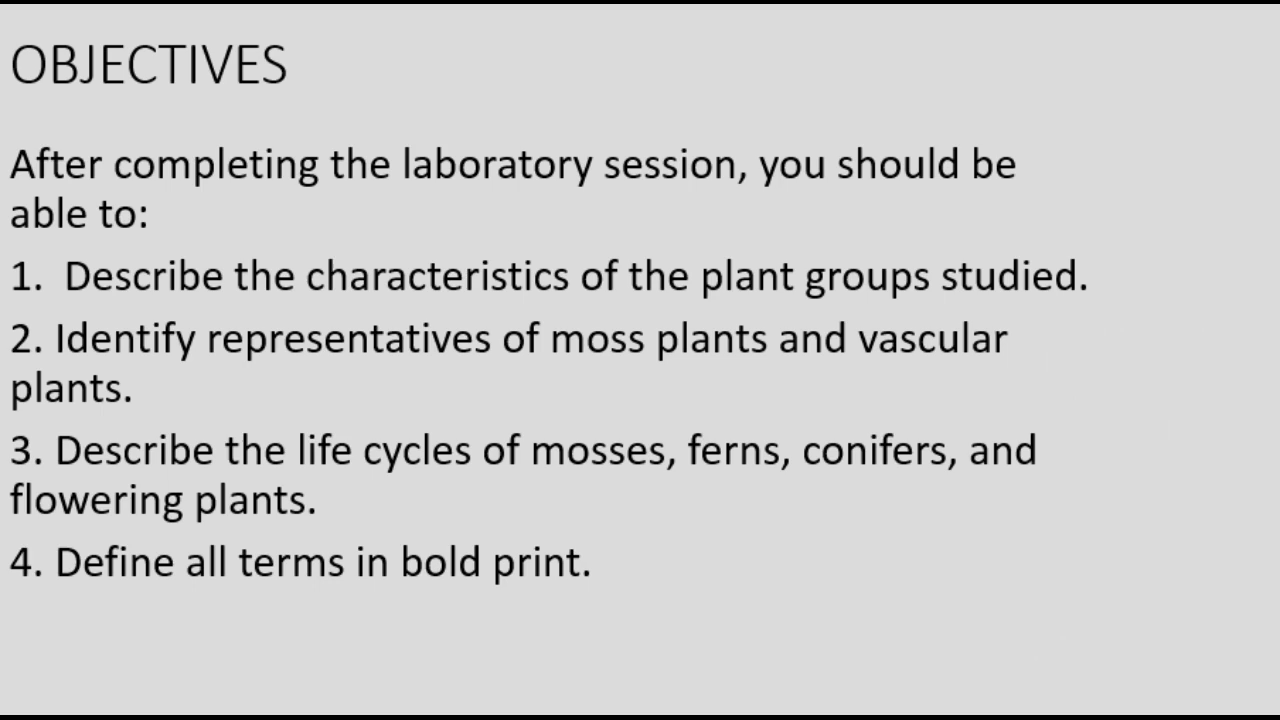 OBJECTIVES
After completing the laboratory session, you should be
able to:
1.  Describe the characteristics of the plant groups studied.
2. Identify representatives of moss plants and vascular
plants.
3. Describe the life cycles of mosses, ferns, conifers, and
flowering plants.
4. Define all terms in bold print.